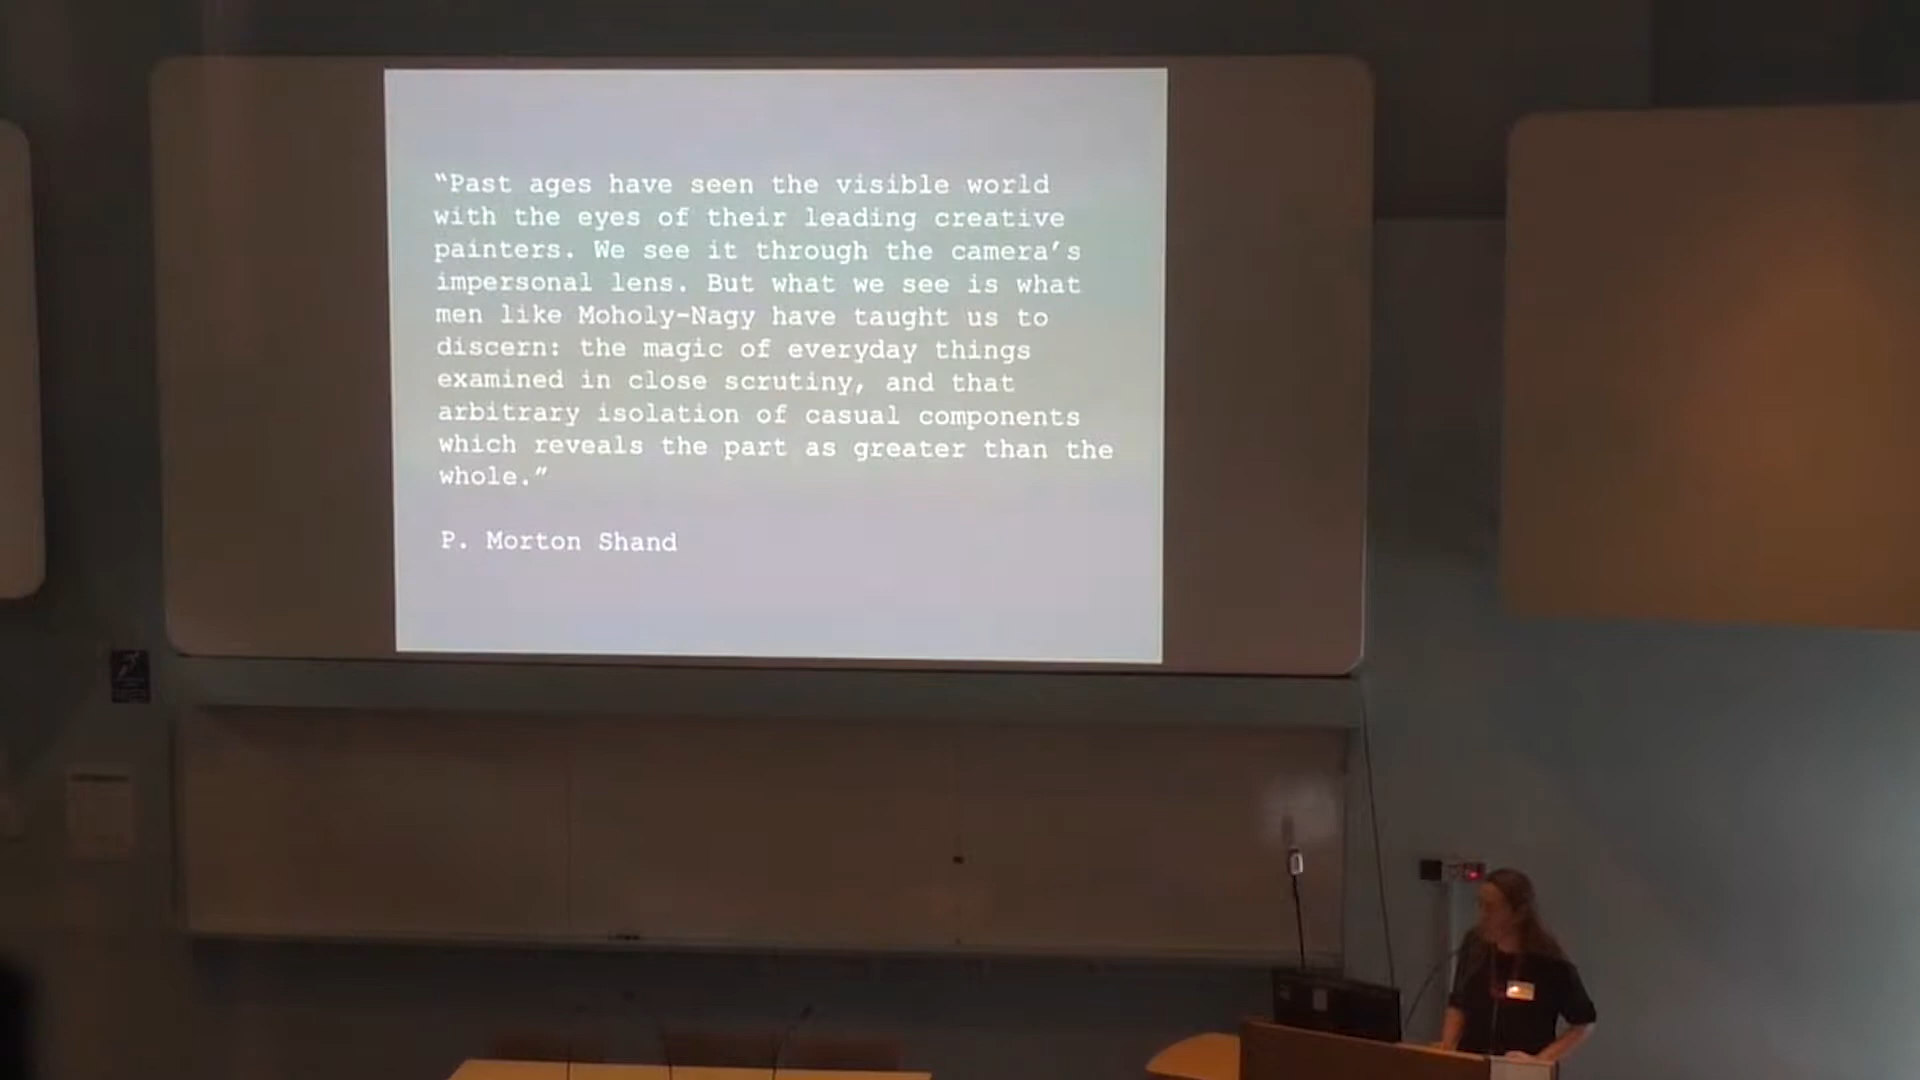 “Past ages have seen the visible world
with the eyes of their leading creative
painters. We see it through the camera’s
impersonal lens. But what we see is what
men like Moholy-Nagy have taught us to
discern: the magic of everyday things
examined in close scrutiny, and that
arbitrary isolation of casual components
which reveals the part as greater than the
whole.”
P. Morton Shand